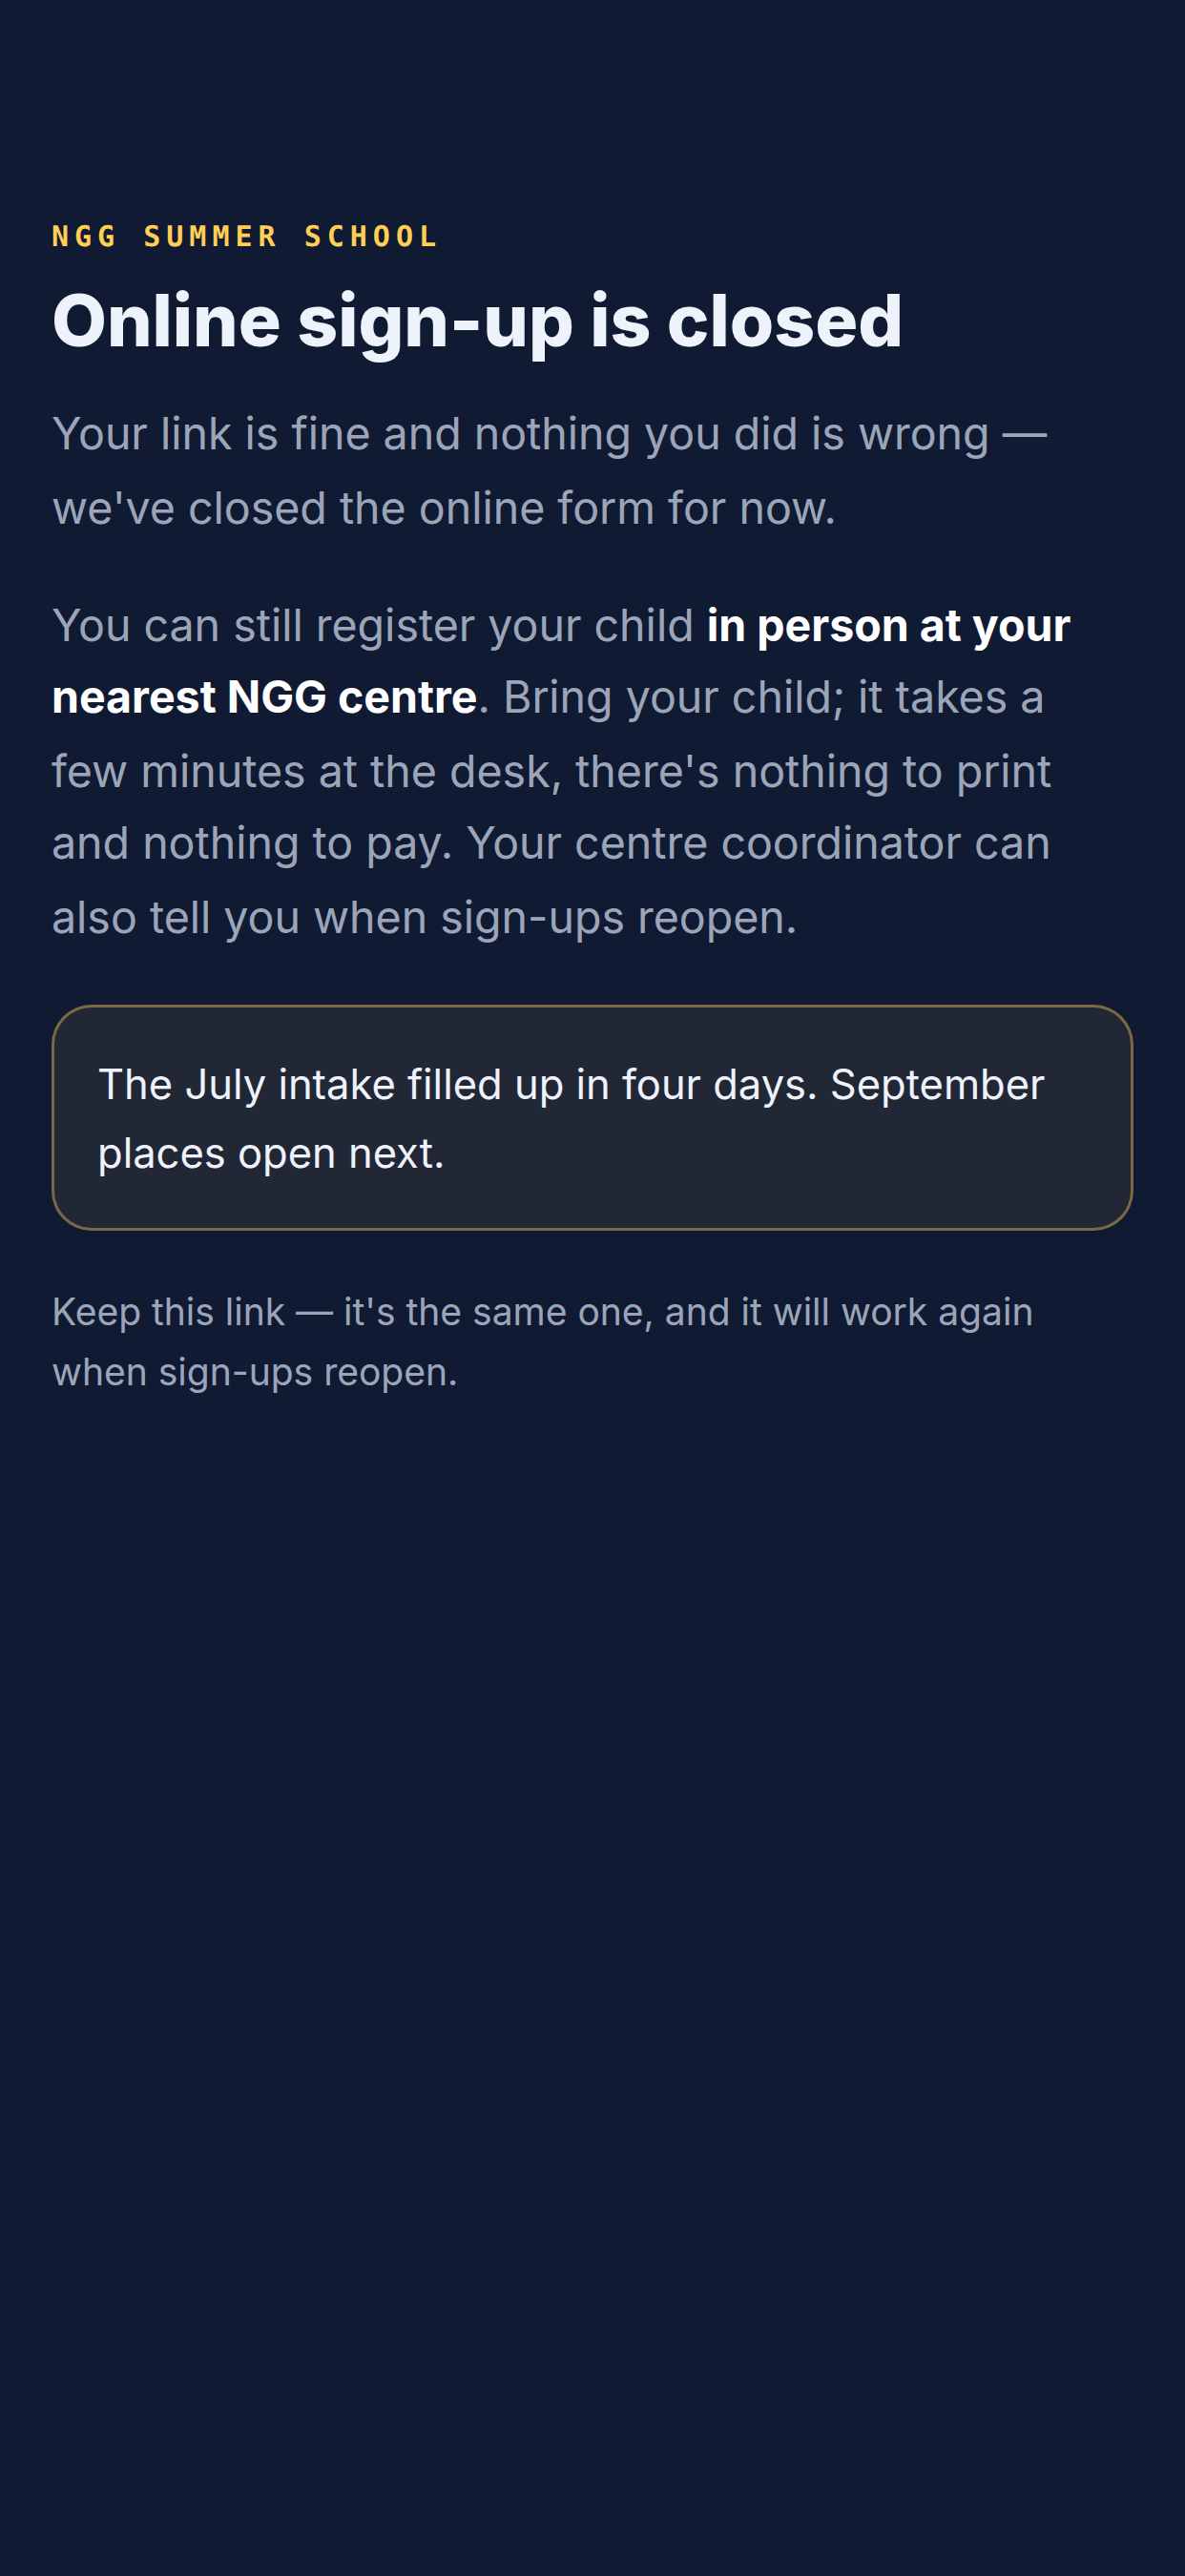 NGG SUMMER SCHOOL
Online sign-up is closed
Your link is fine and nothing you did is wrong —
we've closed the online form for now.
You can still register your child in person at your
nearest NGG centre. Bring your child; it takes a
few minutes at the desk, there's nothing to print
and nothing to pay. Your centre coordinator can
also tell you when sign-ups reopen.
The July intake filled up in four days. September
places open next.
Keep this link — it's the same one, and it will work again
when sign-ups reopen.